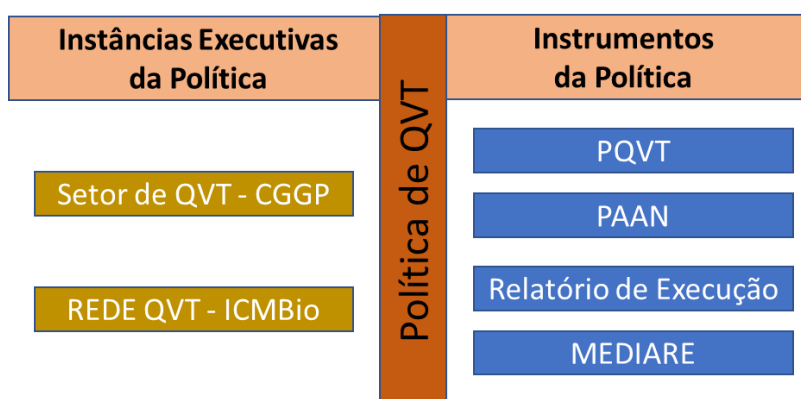 Instâncias Executivas
da Política
Setor de QVT - CGGP
REDE QVT - ICMBio
Política de QVT
Instrumentos
da Política
PQVT
PAAN
Relatório de Execução
MEDIARE